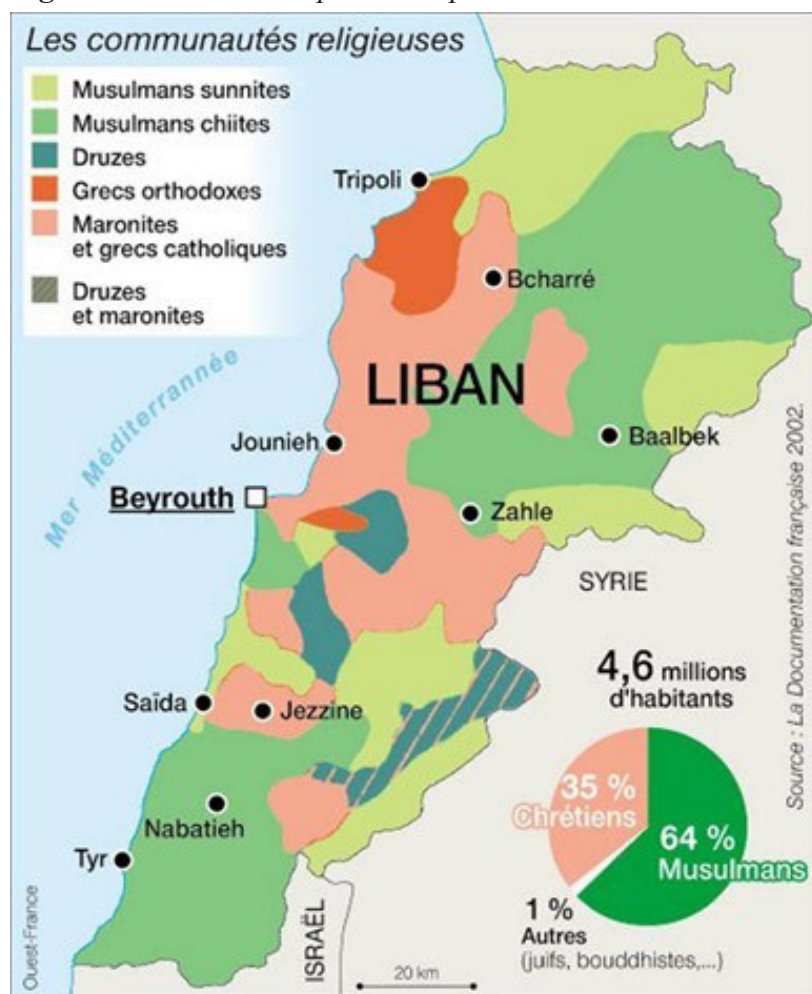 Les communautés religieuses
Musulmans sunnites
Musulmans chiites
Druzes
Grecs orthodoxes
Maronites
et grecs catholiques
Druzes
et maronites
Tripoli
Bcharré
LIBAN
Mer Méditerrannée
Jounieh
Baalbek
Beyrouth
Zahle
SYRIE
4,6 millions
d'habitants
Saïda
Jezzine
35 %
Chrétiens
64 %
Musulmans
Nabatieh
Tyr
1 %
Autres
(juifs, bouddhistes,...)
ISRAËL
20 km
Ouest-France
Source : La Documentation française 2002.